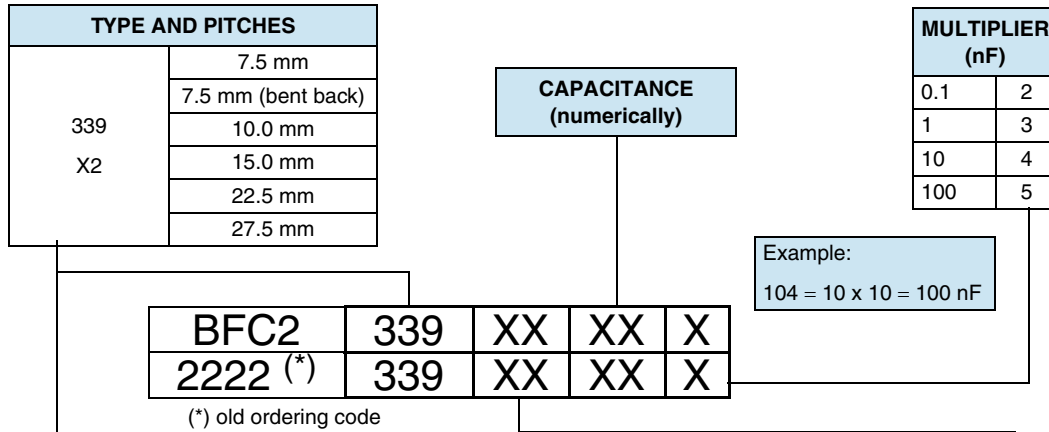 TYPE AND PITCHES
339
X2
7.5 mm
7.5 mm (bent back)
10.0 mm
15.0 mm
22.5 mm
27.5 mm
CAPACITANCE
(numerically)
MULTIPLIER
(nF)
0.1 2
1 3
10 4
100 5
Example:
104 = 10 x 10 = 100 nF
BFC2 339 XX XX X
2222 (*) 339 XX XX X
(*) old ordering code